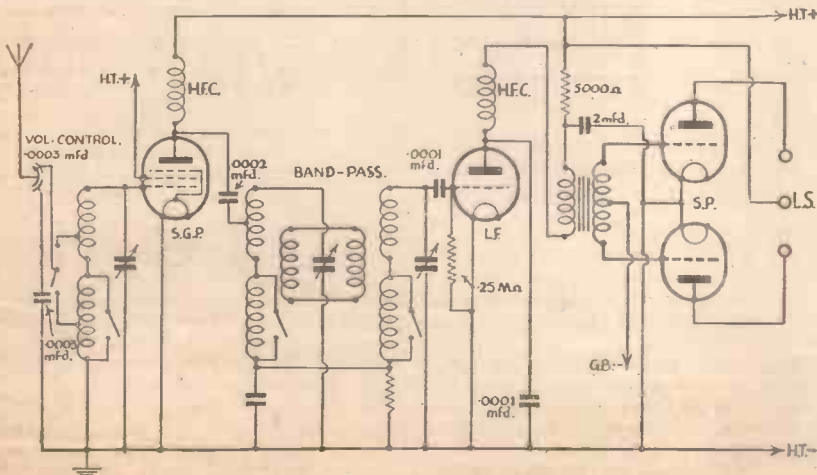 H.T.+
H.T.+
H.F.C.
H.F.C.
5000Ω
2 mfd.
VOL-CONTROL.
.0003 mfd
.0002
mfd.
BAND-PASS.
.0001
mfd.
S.G.P.
L.F.
S.P.
L.S.
.25 MΩ
.0003
mfd.
.0001
mfd.
G.B.-
H.T.-